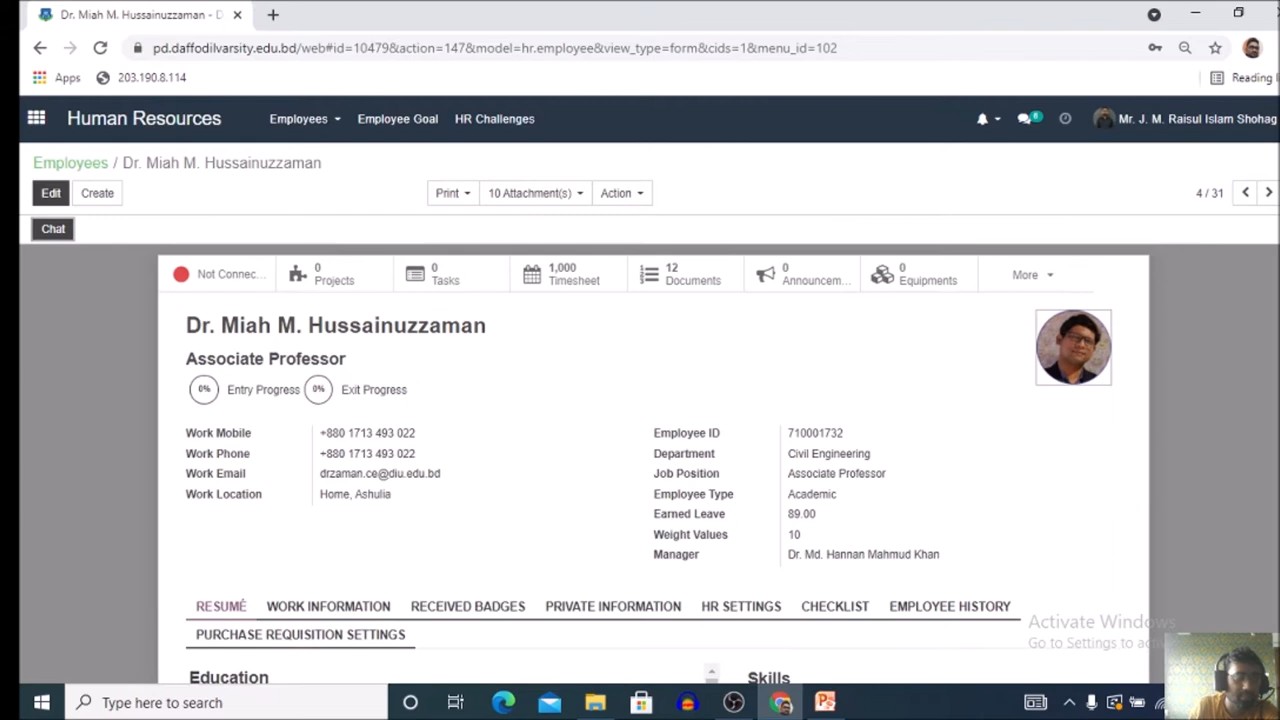 Dr. Miah M. Hussainuzzaman - D
pd.daffodilvarsity.edu.bd/web#id=10479&action=147&model=hr.employee&view_type=form&cids=1&menu_id=102
Apps 203.190.8.114 Reading l
Human Resources Employees Employee Goal HR Challenges Mr. J. M. Raisul Islam Shohag
Employees / Dr. Miah M. Hussainuzzaman
Edit Create Print 10 Attachment(s) Action 4 / 31
Chat
Not Connec... 0 Projects 0 Tasks 1,000 Timesheet 12 Documents 0 Announcem... 0 Equipments More
Dr. Miah M. Hussainuzzaman
Associate Professor
0% Entry Progress 0% Exit Progress
Work Mobile +880 1713 493 022 Employee ID 710001732
Work Phone +880 1713 493 022 Department Civil Engineering
Work Email drzaman.ce@diu.edu.bd Job Position Associate Professor
Work Location Home, Ashulia Employee Type Academic
Earned Leave 89.00
Weight Values 10
Manager Dr. Md. Hannan Mahmud Khan
RESUMÉ WORK INFORMATION RECEIVED BADGES PRIVATE INFORMATION HR SETTINGS CHECKLIST EMPLOYEE HISTORY
PURCHASE REQUISITION SETTINGS
Activate Windows
Go to Settings to
Education Skills
Type here to search